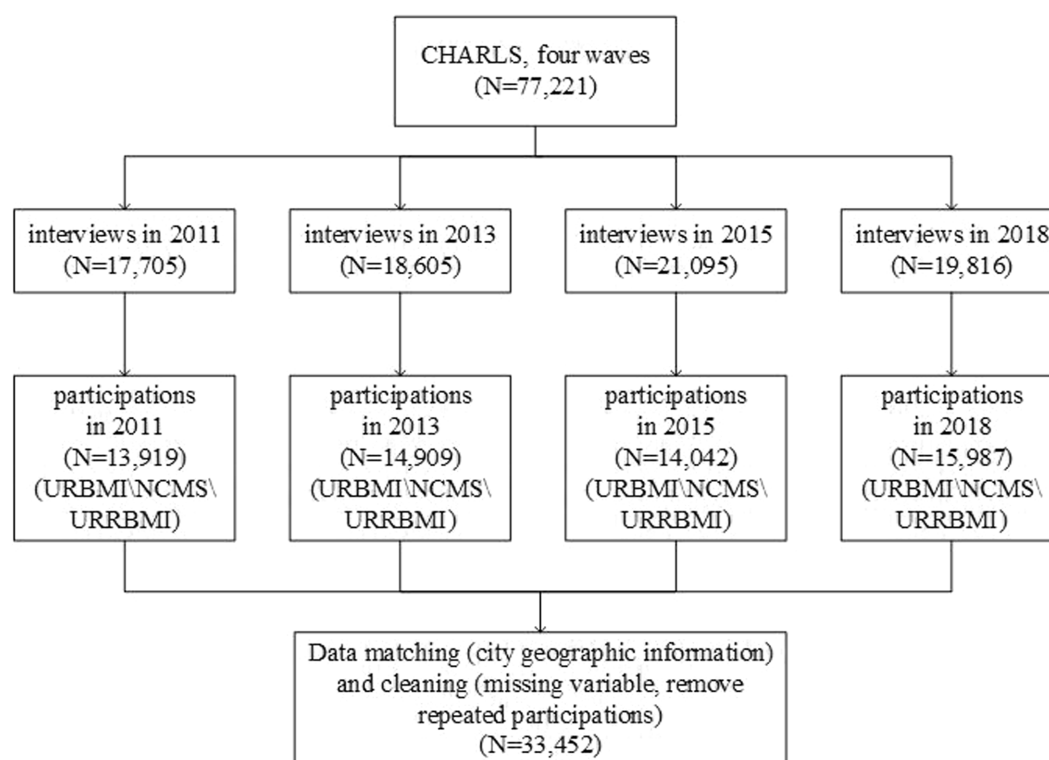 CHARLS, four waves
(N=77,221)
interviews in 2011
(N=17,705)
interviews in 2013
(N=18,605)
interviews in 2015
(N=21,095)
interviews in 2018
(N=19,816)
participations
in 2011
(N=13,919)
(URBMI\NCMS\
URRBMI)
participations
in 2013
(N=14,909)
(URBMI\NCMS\
URRBMI)
participations
in 2015
(N=14,042)
(URBMI\NCMS\
URRBMI)
participations
in 2018
(N=15,987)
(URBMI\NCMS\
URRBMI)
Data matching (city geographic information)
and cleaning (missing variable, remove
repeated participations)
(N=33,452)